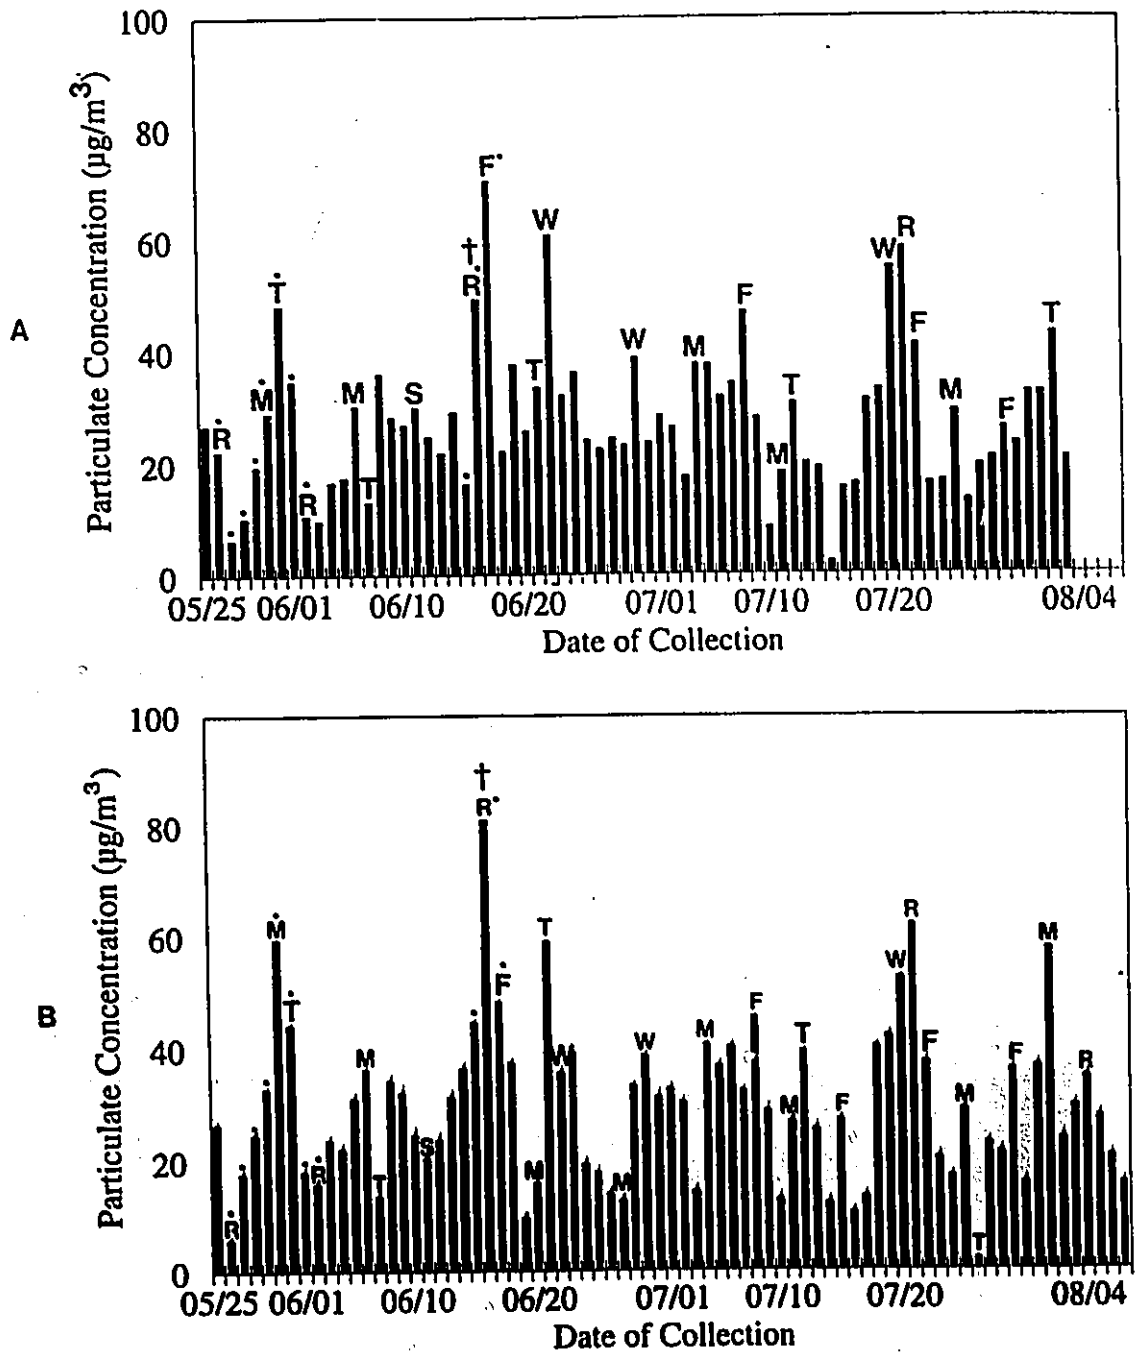 A
Particulate Concentration (µg/m³)
100
80
60
40
20
0
Ṙ
Ṁ
Ṫ
Ṙ
M
T
S
†
Ṙ
F˙
T
W
W
M
F
M
T
W
R
F
M
F
T
05/25 06/01 06/10 06/20 07/01 07/10 07/20 08/04
Date of Collection
B
Particulate Concentration (µg/m³)
100
80
60
40
20
0
Ṙ
Ṁ
Ṫ
Ṙ
M
T
S
†
R˙
Ḟ
M
T
W
M
W
M
F
M
T
F
W
R
F
M
T
F
M
R
05/25 06/01 06/10 06/20 07/01 07/10 07/20 08/04
Date of Collection